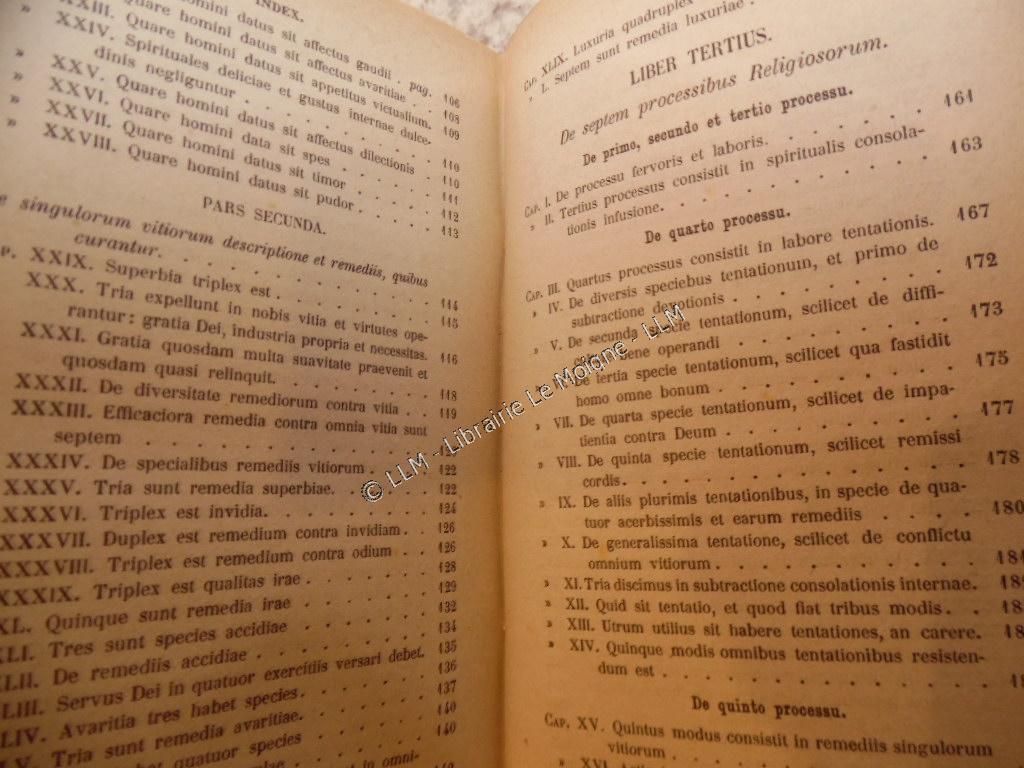 INDEX.
XXIII. Quare homini datus sit affectus gaudii . pag. 106
XXIV. Quare homini datus sit affectus avaritiae . . 108
Quare homini datus sit appetitus victualium. 109
Spirituales deliciae et gustus internae dulce-
dinis negliguntur . . . . . . 110
XXV. Quare homini datus sit affectus dilectionis . 110
XXVI. Quare homini data sit spes . . . . . 111
XXVII. Quare homini datus sit timor . . . . 112
XXVIII. Quare homini datus sit pudor . . . . 113
PARS SECUNDA.
e singulorum vitiorum descriptione et remediis, quibus
curantur.
P. XXIX. Superbia triplex est . . . . . 114
XXX. Tria expellunt in nobis vitia et virtutes ope- 115
rantur: gratia Dei, industria propria et necessitas. 116
XXXI. Gratia quosdam multa suavitate praevenit et
quosdam quasi relinquit. . . . . . 118
XXXII. De diversitate remediorum contra vitia . . 119
XXXIII. Efficaciora remedia contra omnia vitia sunt
septem . . . . . . . .
XXXIV. De specialibus remediis vitiorum . . . 122
XXXV. Tria sunt remedia superbiae. . . . . 122
XXXVI. Triplex est invidia. . . . . . 124
XXXVII. Duplex est remedium contra invidiam. . 126
XXXVIII. Triplex est remedium contra odium . . 126
XXXIX. Triplex est qualitas irae . . . . . 128
XL. Quinque sunt remedia irae . . . . . 129
XLI. Tres sunt species accidiae . . . . . 132
XLII. De remediis accidiae . . . . . . 134
LIII. Servus Dei in quatuor exercitiis versari debet. 135
LIV. Avaritia tres habet species. . . . . 136
LV. Tria sunt remedia avaritiae. . . . . 137
quatuor species . . . . 140
140
in omni-
CAP. XLIX. Luxuria quadruplex
» L. Septem sunt remedia luxuriae .
LIBER TERTIUS.
De septem processibus Religiosorum.
De primo, secundo et tertio processu.
CAP. I. De processu fervoris et laboris. . . . . 161
» II. Tertius processus consistit in spiritualis consola-
tionis infusione. . . . . . . . 163
De quarto processu.
CAP. III. Quartus processus consistit in labore tentationis. 167
» IV. De diversis speciebus tentationum, et primo de
subtractione devotionis . . . . . . 172
» V. De secunda specie tentationum, scilicet de diffi-
bene operandi . . . . . . 173
De tertia specie tentationum, scilicet qua fastidit
homo omne bonum . . . . . . 175
» VII. De quarta specie tentationum, scilicet de impa-
tientia contra Deum . . . . . . 177
» VIII. De quinta specie tentationum, scilicet remissi
cordis. . . . . . . . . 178
» IX. De aliis plurimis tentationibus, in specie de qua-
tuor acerbissimis et earum remediis . . . . 180
» X. De generalissima tentatione, scilicet de conflictu
omnium vitiorum . . . . . . .
» XI. Tria discimus in subtractione consolationis internae.
» XII. Quid sit tentatio, et quod fiat tribus modis. . .
» XIII. Utrum utilius sit habere tentationes, an carere.
» XIV. Quinque modis omnibus tentationibus resisten-
dum est . . . . . . . . .
De quinto processu.
CAP. XV. Quintus modus consistit in remediis singulorum
vitiorum . . . . . . . .
» XVI.
© LLM - Librairie Le Moigne - LLM